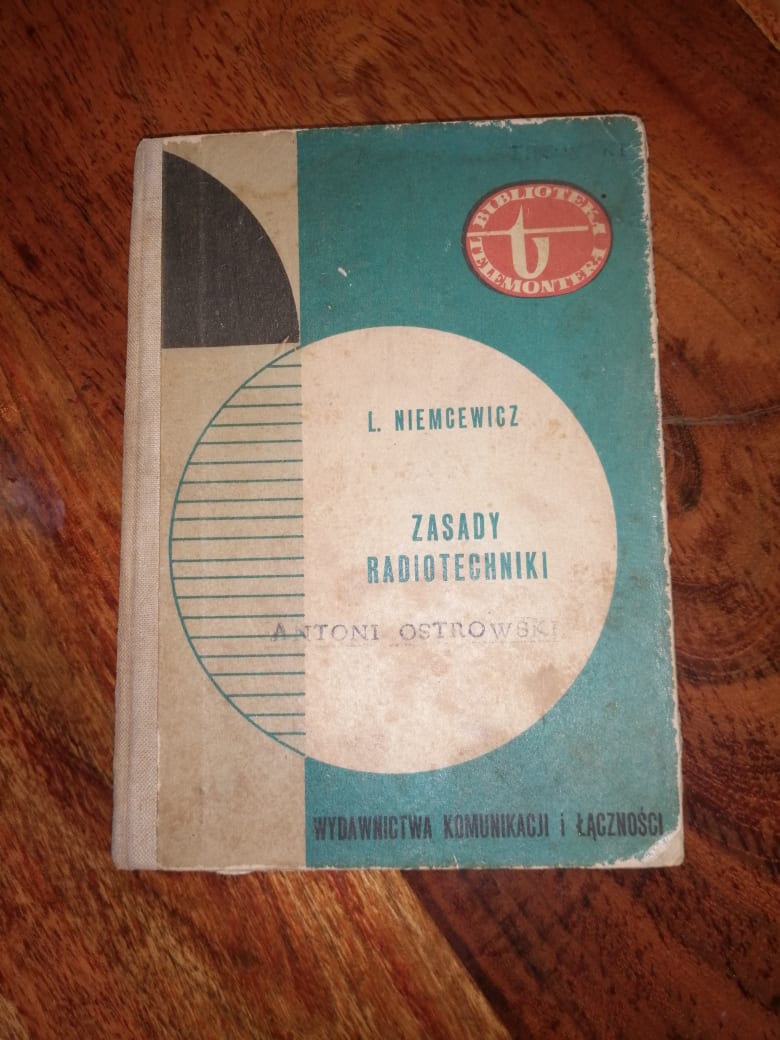 BIBLIOTEKA
TELEMONTERA
t
L. NIEMCEWICZ
ZASADY
RADIOTECHNIKI
ANTONI OSTROWSKI
WYDAWNICTWA KOMUNIKACJI i ŁĄCZNOŚCI